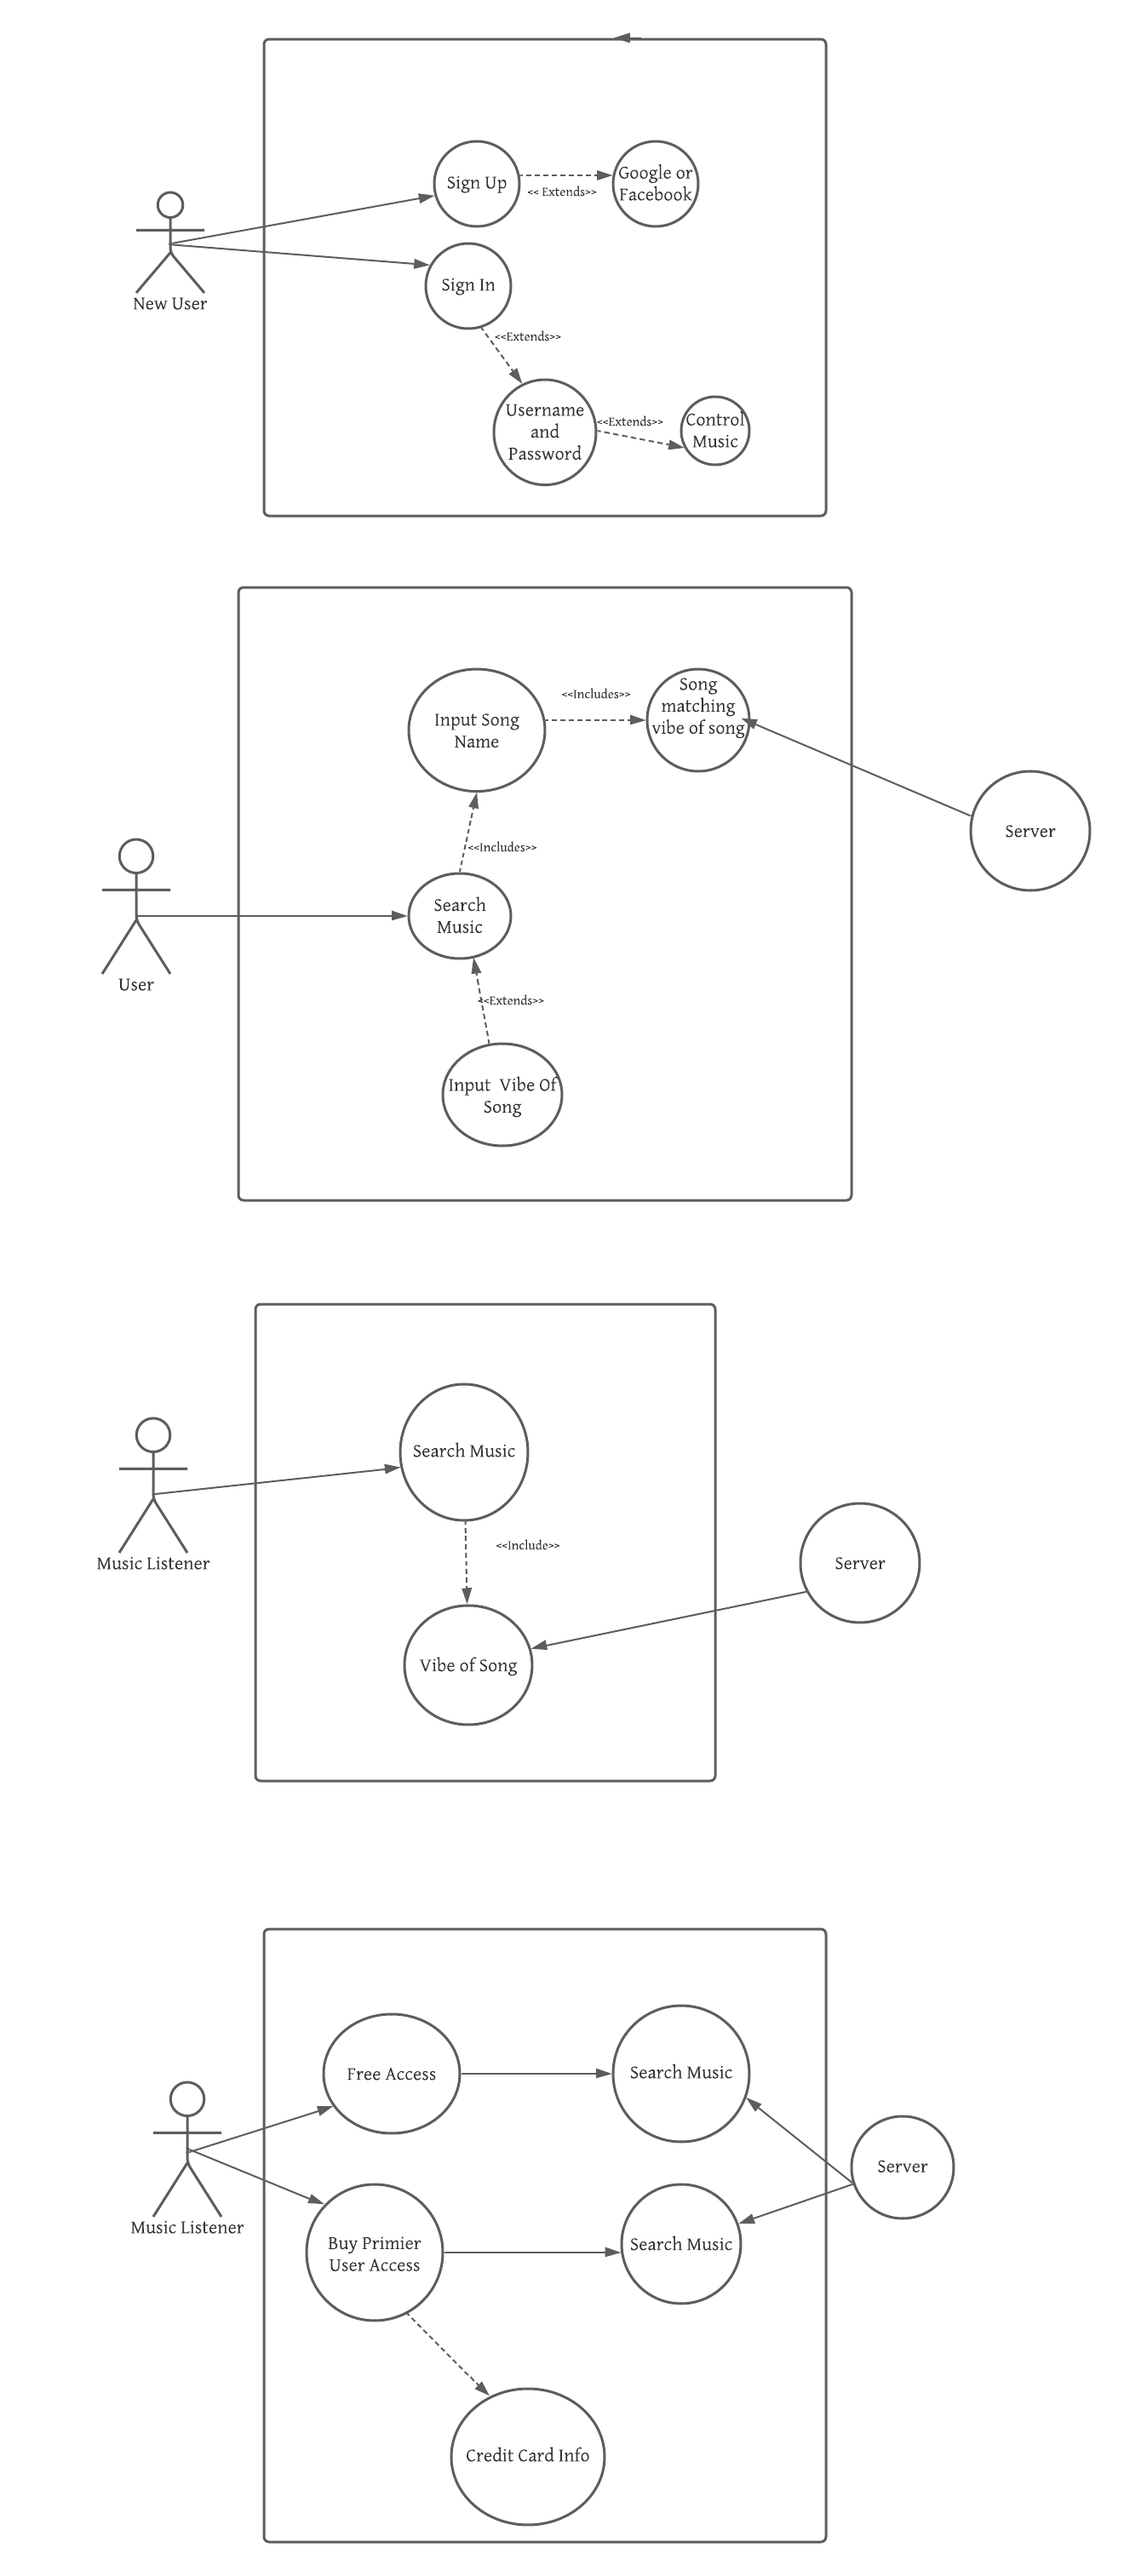 Sign Up
<< Extends>>
Google or
Facebook
New User
Sign In
<<Extends>>
Username
and
Password
<<Extends>>
Control
Music
Input Song
Name
<<Includes>>
Song
matching
vibe of song
Server
<<Includes>>
Search
Music
User
<<Extends>>
Input  Vibe Of
Song
Search Music
Music Listener
<<Include>>
Server
Vibe of Song
Free Access
Search Music
Server
Music Listener
Buy Primier
User Access
Search Music
Credit Card Info